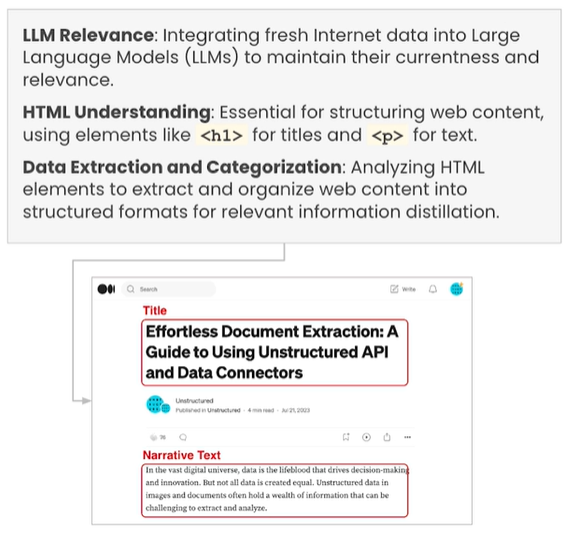 LLM Relevance: Integrating fresh Internet data into Large
Language Models (LLMs) to maintain their currentness and
relevance.
HTML Understanding: Essential for structuring web content,
using elements like <h1> for titles and <p> for text.
Data Extraction and Categorization: Analyzing HTML
elements to extract and organize web content into
structured formats for relevant information distillation.
Search
Write
Title
Effortless Document Extraction: A
Guide to Using Unstructured API
and Data Connectors
Unstructured
Published in Unstructured · 4 min read · Jul 21, 2023
Narrative Text
In the vast digital universe, data is the lifeblood that drives decision-making
and innovation. But not all data is created equal. Unstructured data in
images and documents often hold a wealth of information that can be
challenging to extract and analyze.